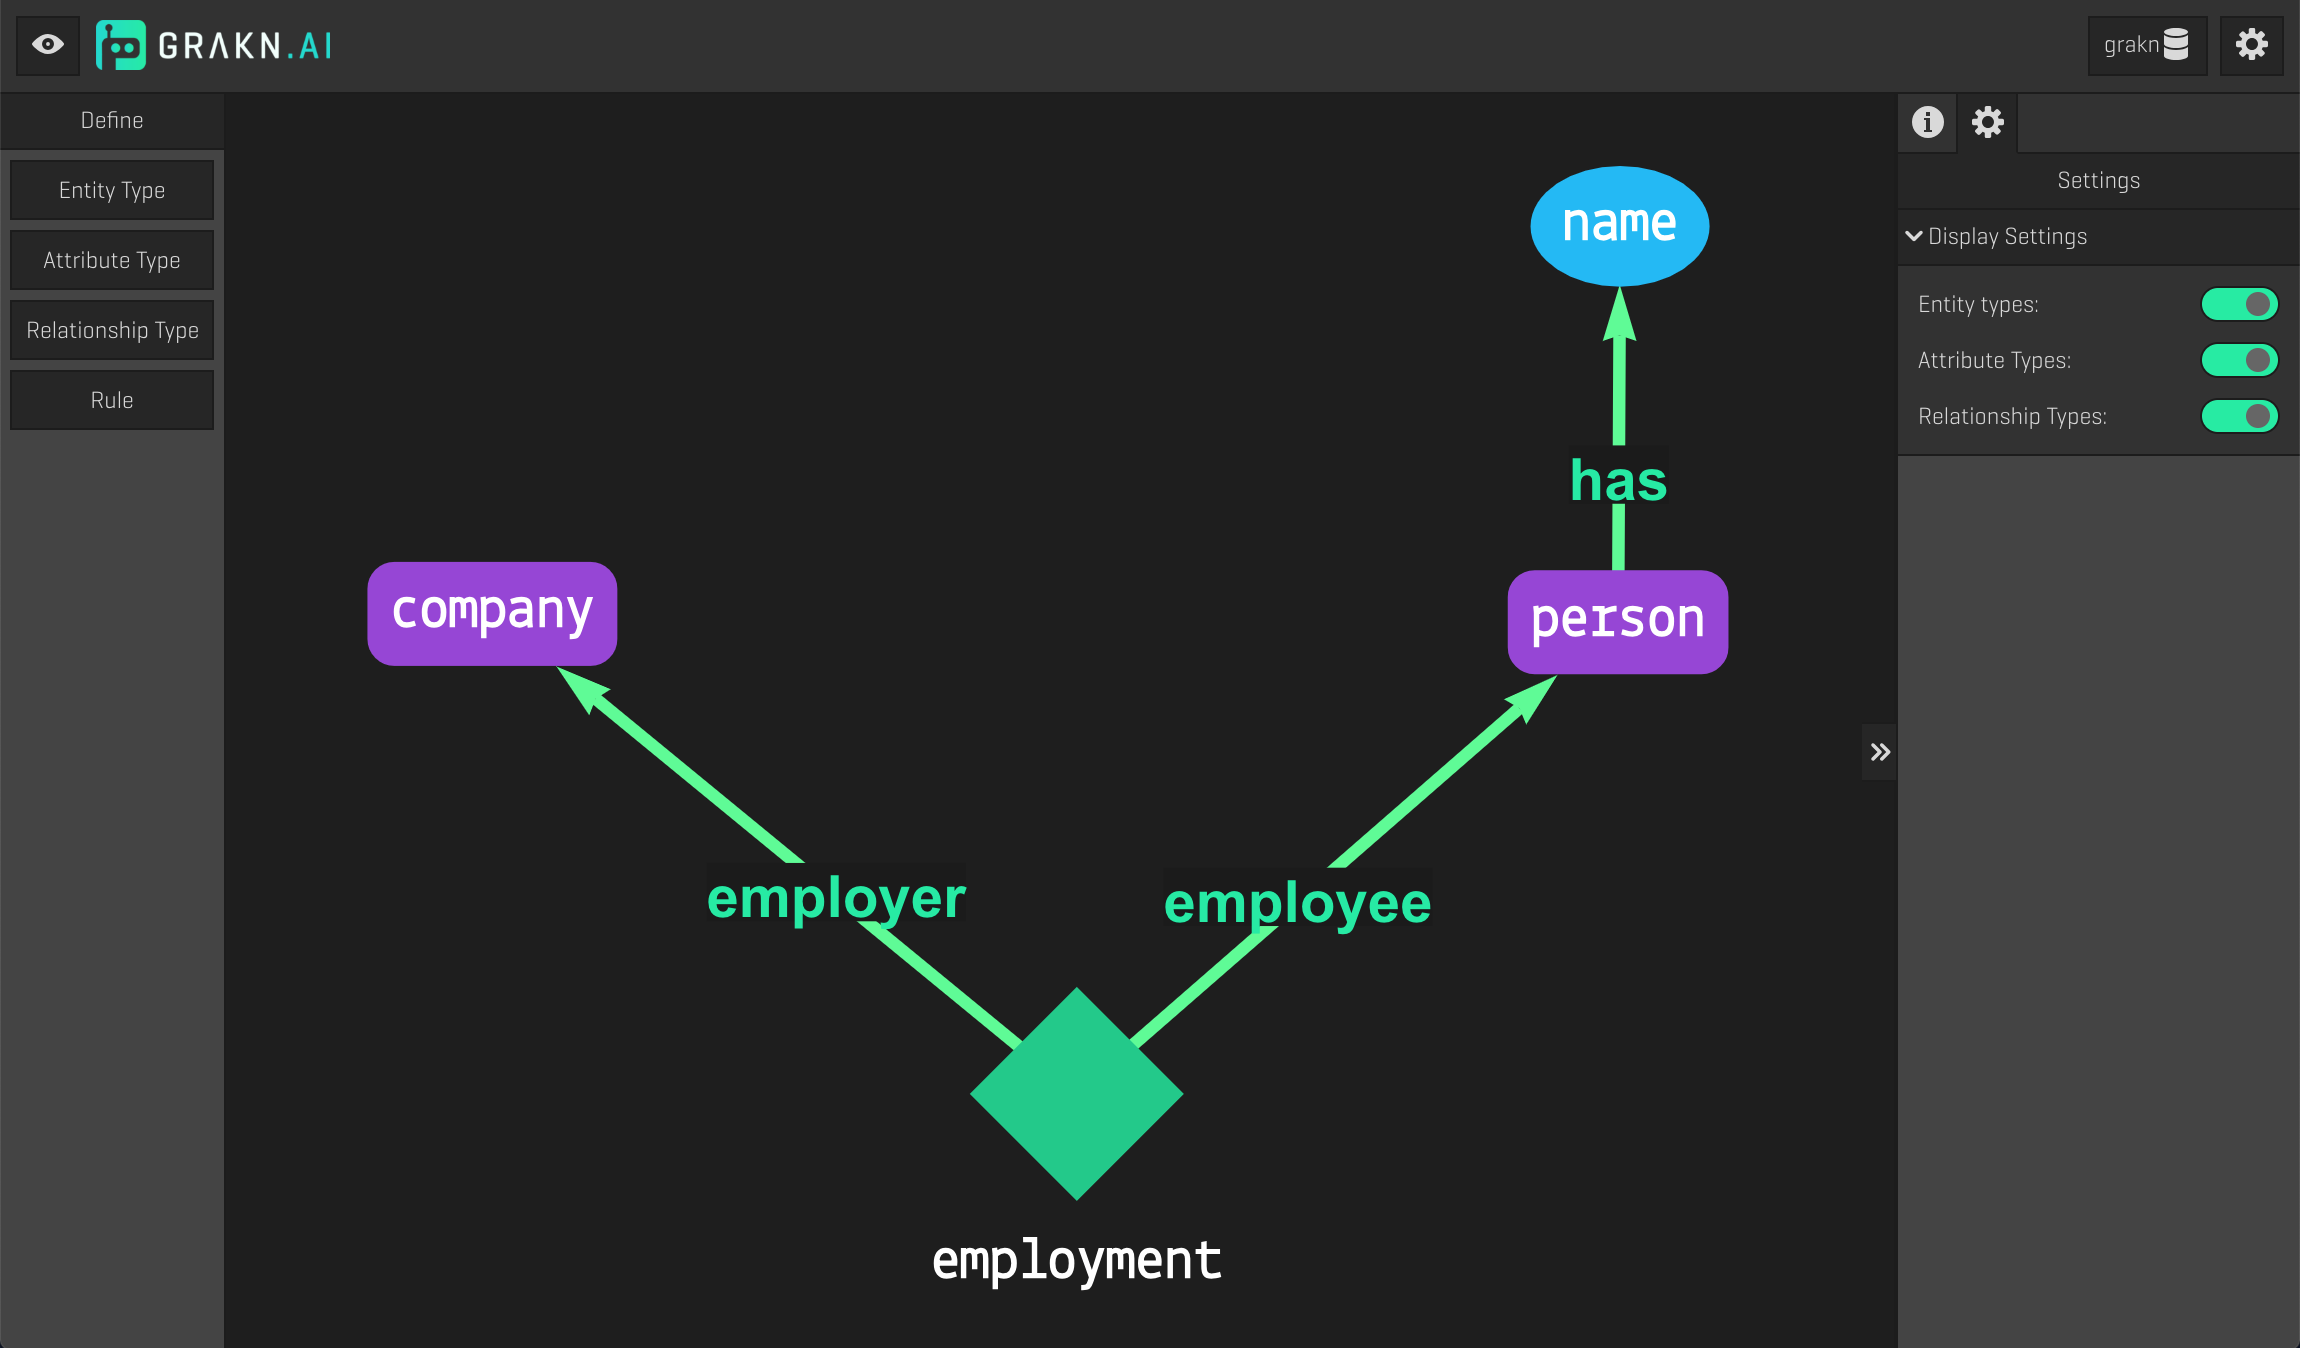 GRAKN.AI
grakn
Define
Entity Type
Attribute Type
Relationship Type
Rule
name
has
company
person
employer
employee
employment
Settings
Display Settings
Entity types:
Attribute Types:
Relationship Types: